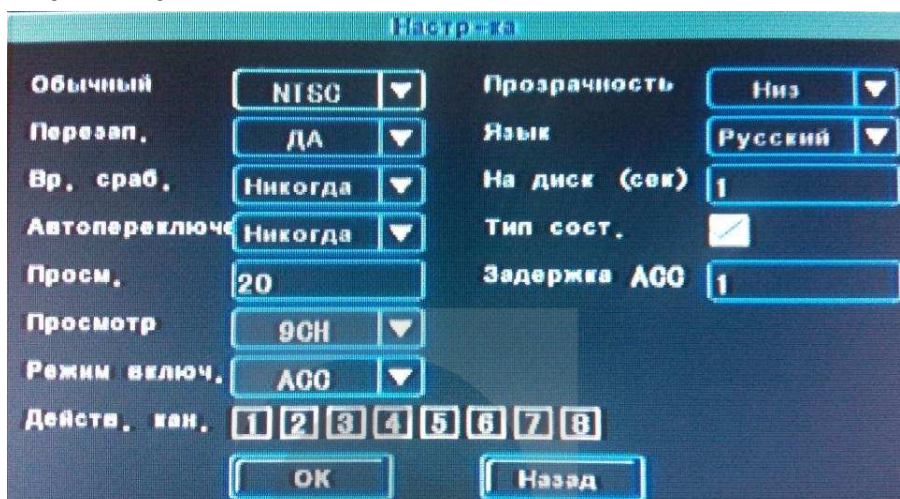 Настр-ка
Обычный NTSC Прозрачность Низ
Перезап. ДА Язык Русский
Вр. сраб. Никогда На диск (сек) 1
Автопереключе Никогда Тип сост.
Просм. 20 Задержка ACC 1
Просмотр 9CH
Режим включ. ACC
Действ. кан. 1 2 3 4 5 6 7 8
OK Назад